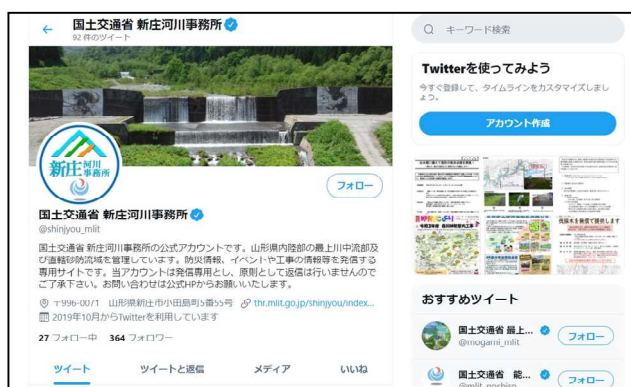 国土交通省 新庄河川事務所
92 件のツイート
キーワード検索
Twitterを使ってみよう
今すぐ登録して、タイムラインをカスタマイズしましょう。
アカウント作成
新庄河川事務所
フォロー
国土交通省 新庄河川事務所
@shinjyou_mlit
国土交通省 新庄河川事務所の公式アカウントです。山形県内陸部の最上川中流部及
び直轄砂防流域を管理しています。防災情報、イベントや工事の情報等を発信する
専用サイトです。当アカウントは発信専用とし、原則として返信は行いませんので
ご了承下さい。お問い合わせは公式HPからお願いいたします。
〒996-0071 山形県新庄市小田島町5番55号 thr.mlit.go.jp/shinjyou/index...
2019年10月からTwitterを利用しています
27 フォロー中 364 フォロワー
ツイート ツイートと返信 メディア いいね
伐採木を無償で提供します
おすすめツイート
国土交通省 最上...
@mogami_mlit
フォロー
国土交通省 能...
@mlit_noshiro
フォロー